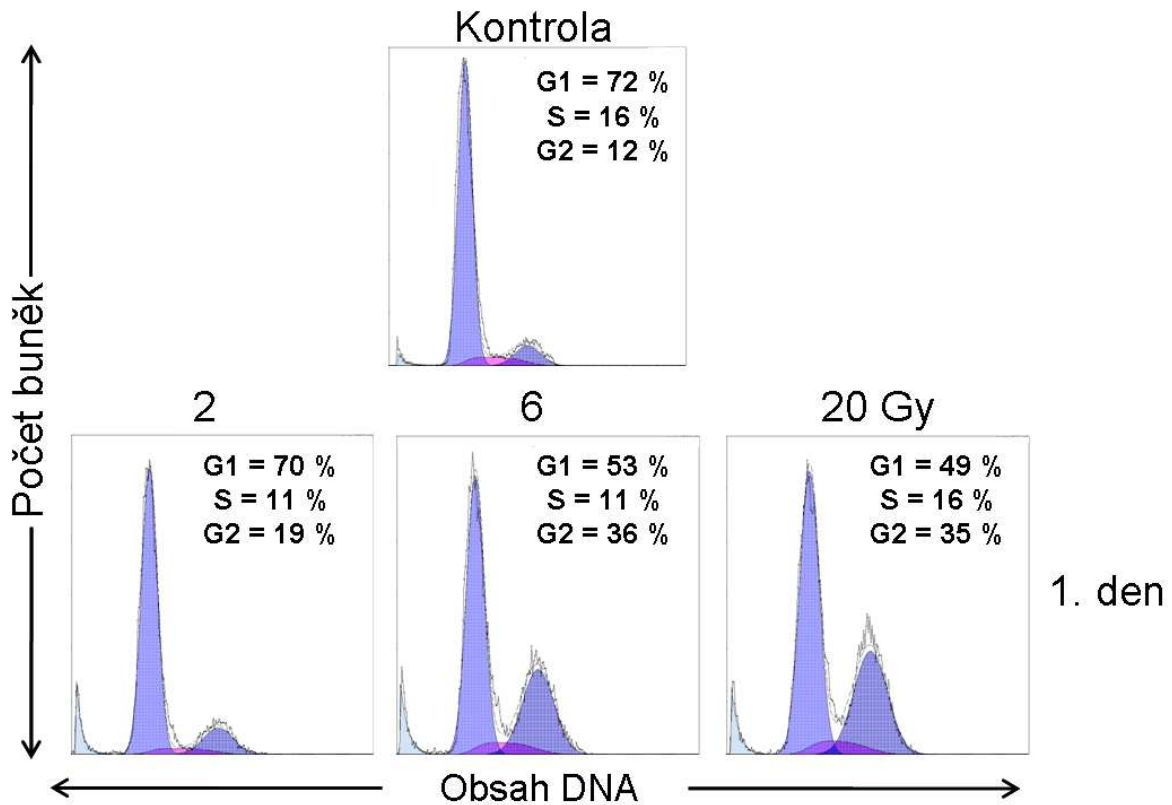 Kontrola
G1 = 72 %
S = 16 %
G2 = 12 %
Počet buněk
2
6
20 Gy
G1 = 70 %
S = 11 %
G2 = 19 %
G1 = 53 %
S = 11 %
G2 = 36 %
G1 = 49 %
S = 16 %
G2 = 35 %
1. den
Obsah DNA